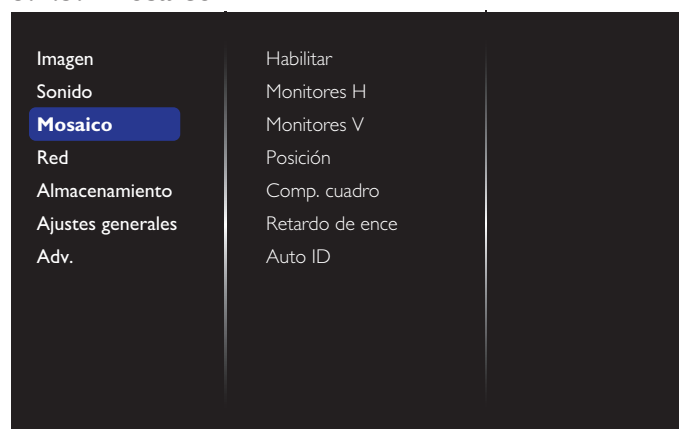 Imagen
Sonido
Mosaico
Red
Almacenamiento
Ajustes generales
Adv.
Habilitar
Monitores H
Monitores V
Posición
Comp. cuadro
Retardo de ence
Auto ID